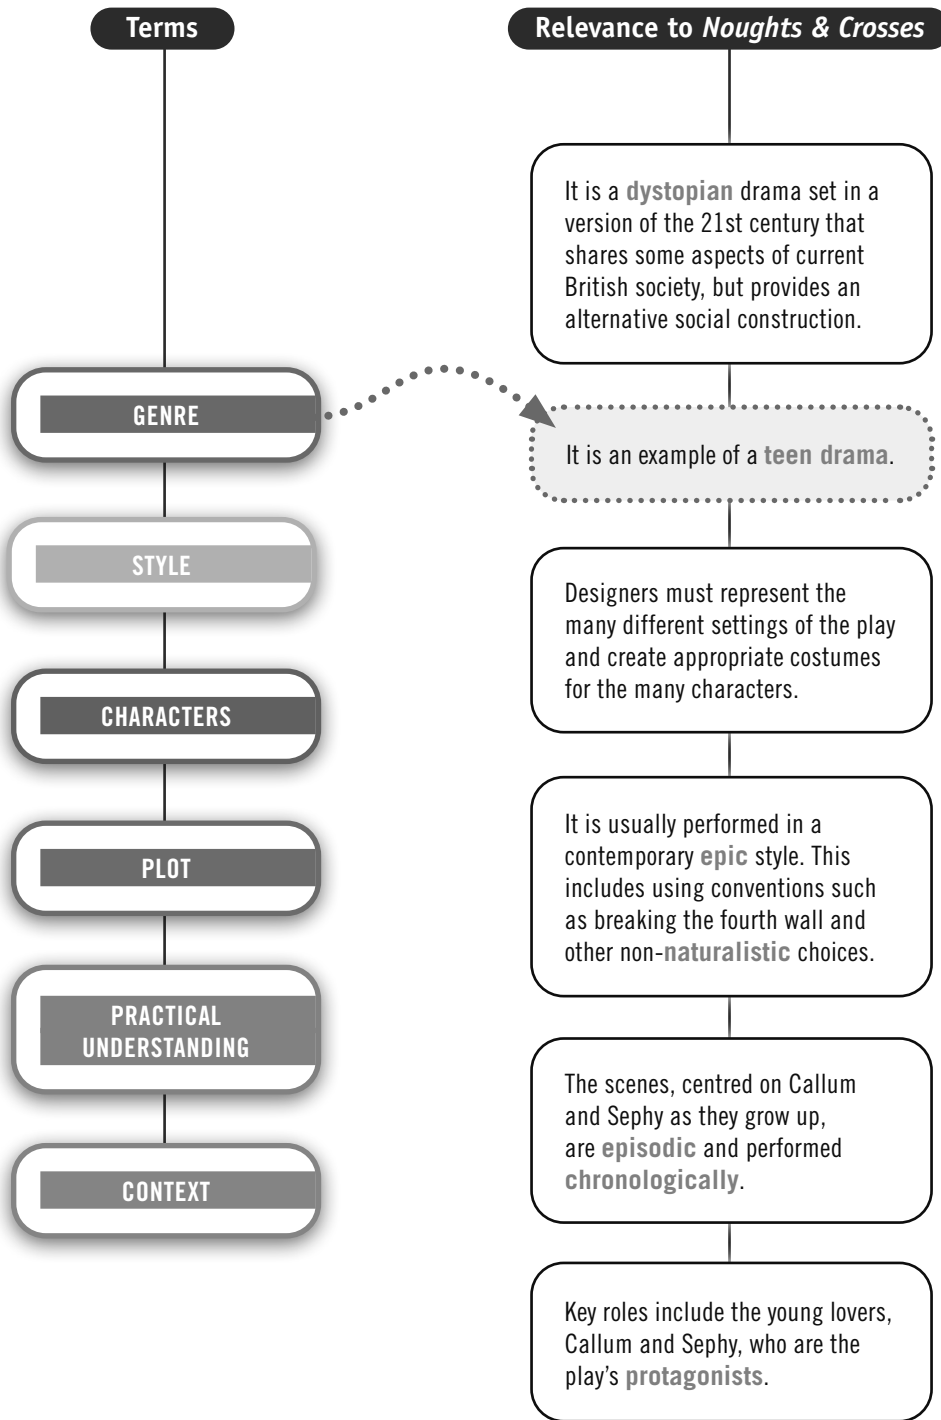 Terms
GENRE
STYLE
CHARACTERS
PLOT
PRACTICAL
UNDERSTANDING
CONTEXT
Relevance to Noughts & Crosses
It is a dystopian drama set in a
version of the 21st century that
shares some aspects of current
British society, but provides an
alternative social construction.
It is an example of a teen drama.
Designers must represent the
many different settings of the play
and create appropriate costumes
for the many characters.
It is usually performed in a
contemporary epic style. This
includes using conventions such
as breaking the fourth wall and
other non-naturalistic choices.
The scenes, centred on Callum
and Sephy as they grow up,
are episodic and performed
chronologically.
Key roles include the young lovers,
Callum and Sephy, who are the
play's protagonists.